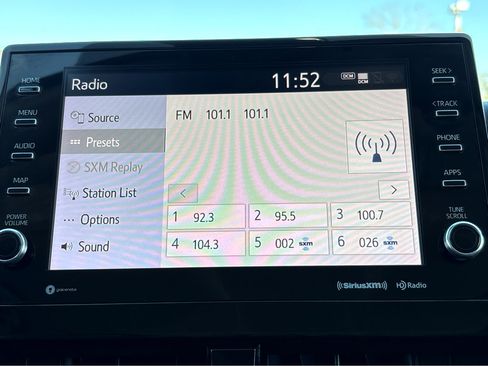 Radio 11:52 DCM
HOME
MENU
AUDIO
MAP
POWER
VOLUME
Source
Presets
SXM Replay
Station List
Options
Sound
FM 101.1 101.1
< >
1 92.3 2 95.5 3 100.7
4 104.3 5 002 sxm 6 026 sxm
SEEK >
< TRACK
PHONE
APPS
TUNE
SCROLL
gracenote
((SiriusXM)) HD Radio